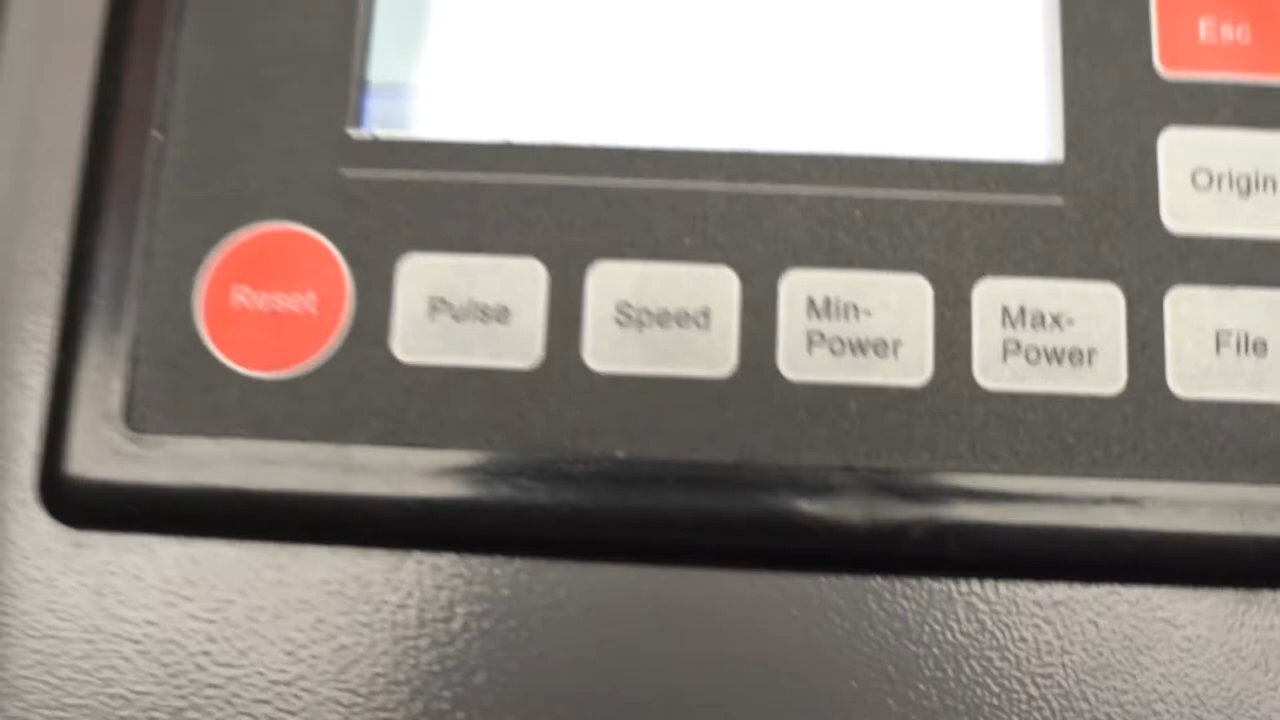 Esc
Origin
Reset
Pulse
Speed
Min-
Power
Max-
Power
File